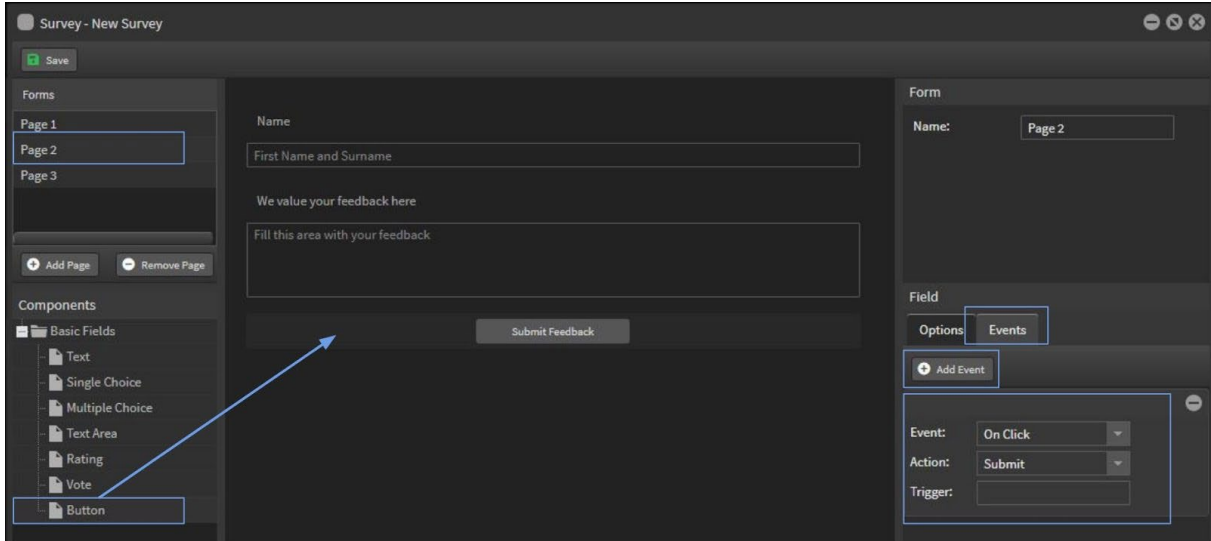 Survey - New Survey
Save
Forms
Page 1
Page 2
Page 3
Add Page
Remove Page
Components
Basic Fields
Text
Single Choice
Multiple Choice
Text Area
Rating
Vote
Button
Name
First Name and Surname
We value your feedback here
Fill this area with your feedback
Submit Feedback
Form
Name: Page 2
Field
Options Events
Add Event
Event: On Click
Action: Submit
Trigger: